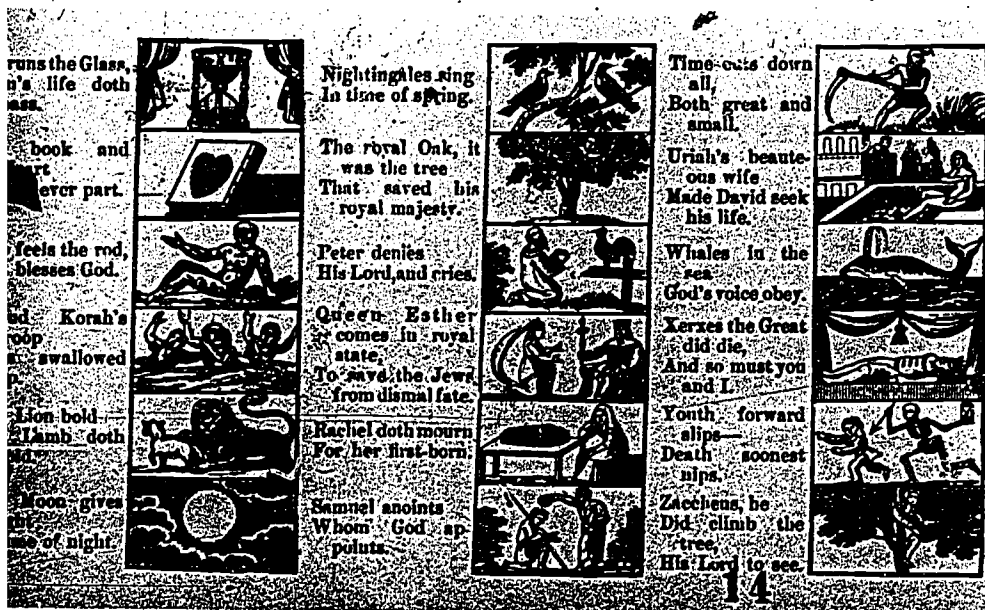 runs the Glass,
n's life doth
ass.
book and
art
ever part.
feels the rod,
blesses God.
Korah's
oop
swallowed
p.
Lion bold
Lamb doth
Moon gives
me of night.
Nightingales sing
In time of spring.
The royal Oak, it
was the tree
That saved his
royal majesty.
Peter denies
His Lord, and cries.
Queen Esther
comes in royal
state,
To save the Jews
from dismal fate.
Rachel doth mourn
For her first-born
Samuel anoints
Whom God ap
points.
Time cuts down
all,
Both great and
small.
Uriah's beaute-
ous wife
Made David seek
his life.
Whales in the
sea
God's voice obey.
Xerxes the Great
did die,
And so must you
and I.
Youth forward
slips—
Death soonest
nips.
Zaccheus, he
Did climb the
tree,
His Lord to see.
14